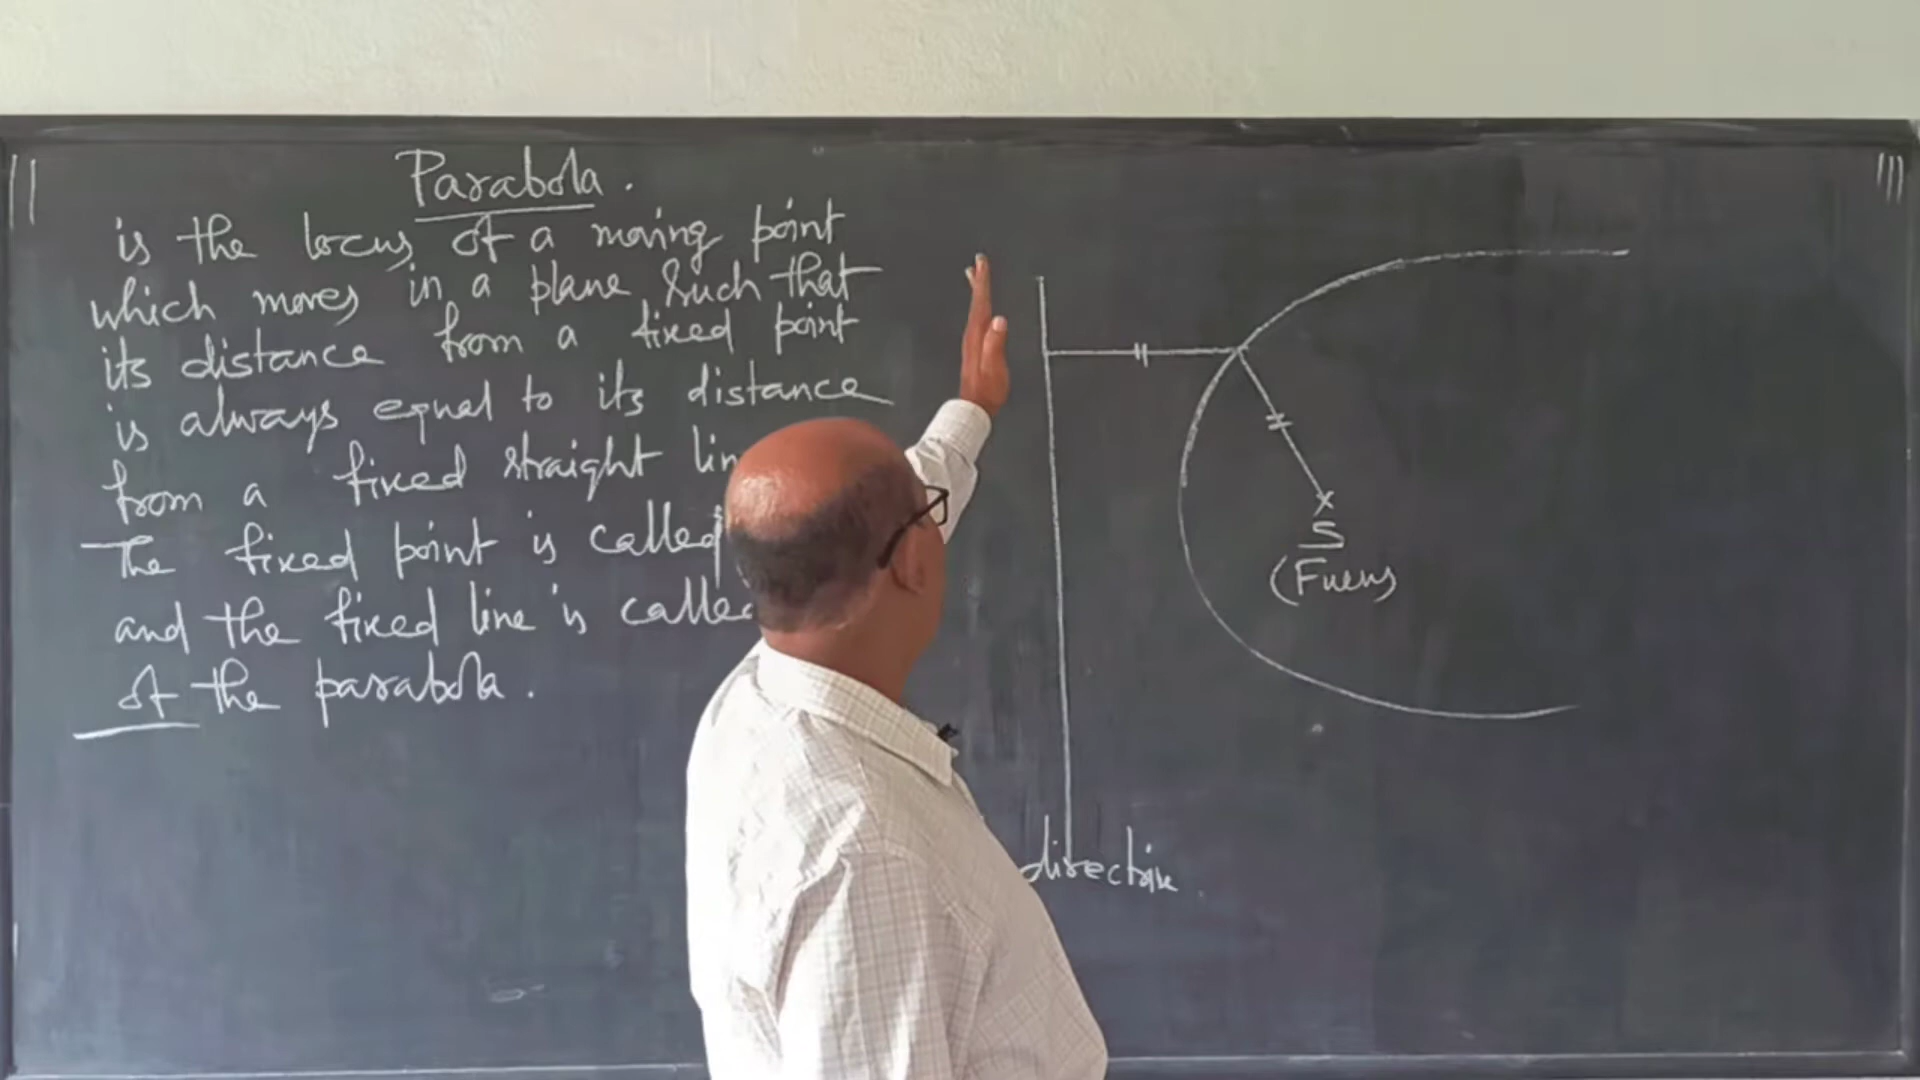 Parabola.
is the locus of a moving point
which moves in a plane such that
its distance from a fixed point
is always equal to its distance
from a fixed straight lin
The fixed point is called
and the fixed line is calle
of the parabola.
S
(Focus)
directrix.